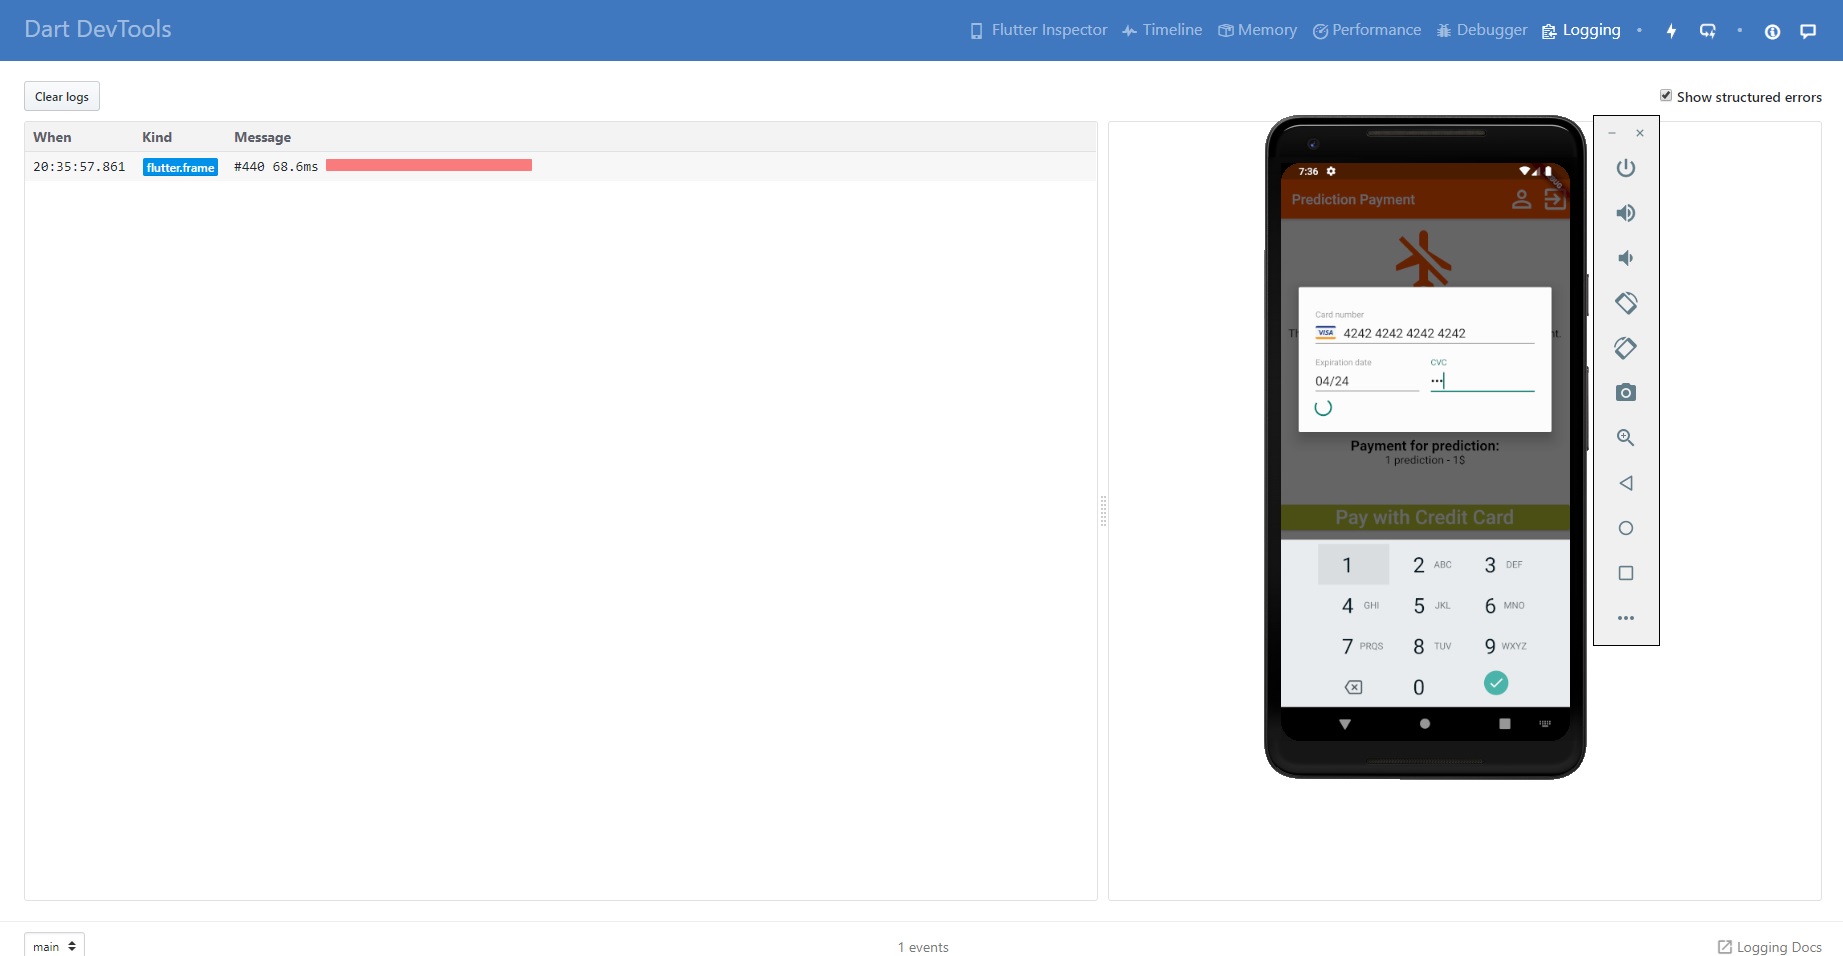 Dart DevTools
Flutter Inspector Timeline Memory Performance Debugger Logging
Clear logs
Show structured errors
When Kind Message
20:35:57.861 flutter.frame #440 68.6ms
7:36
Prediction Payment
Card number
VISA 4242 4242 4242 4242
Expiration date CVC
04/24 •••
Payment for prediction:
1 prediction - 1$
Pay with Credit Card
1 2 ABC 3 DEF
4 GHI 5 JKL 6 MNO
7 PRQS 8 TUV 9 WXYZ
0
main
1 events
Logging Docs